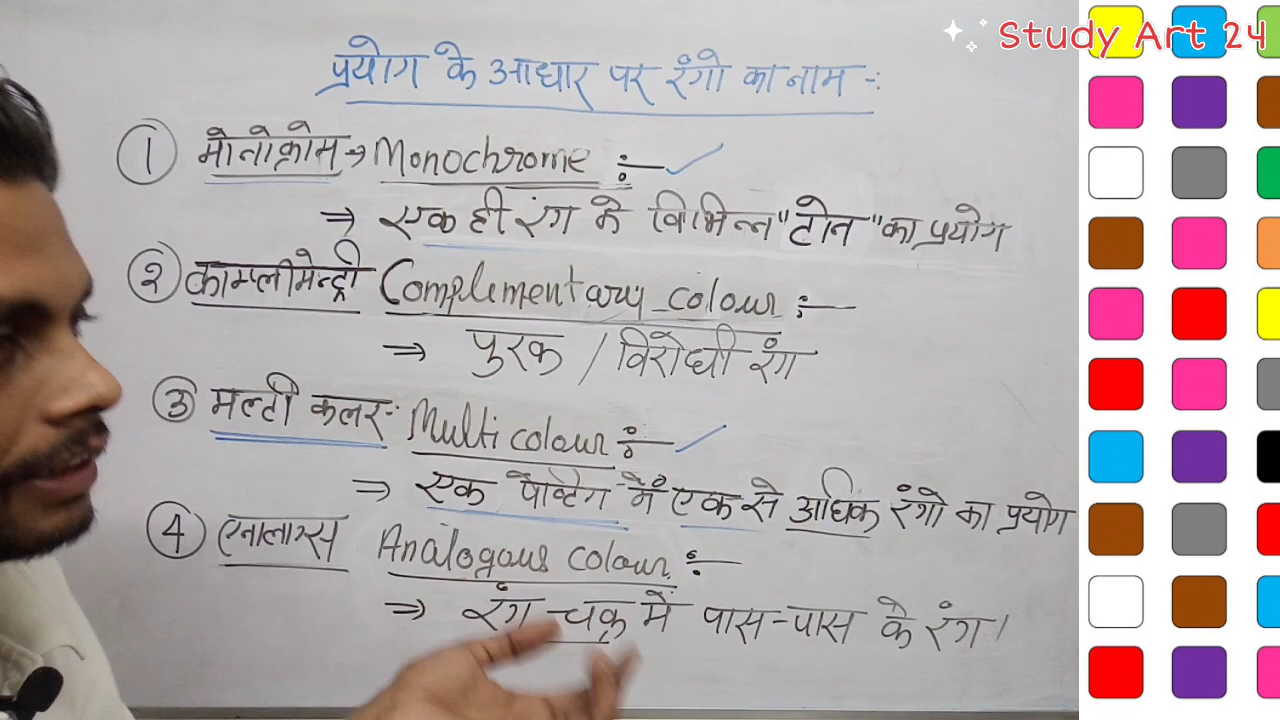 Study Art 24
प्रयोग के आधार पर रंगो का नाम -:
① मोनोक्रोम → Monochrome :—
⇒ एक ही रंग के विभिन्न "टोन" का प्रयोग
② काम्प्लीमेन्ट्री Complementary colour :—
⇒ पुरक / विरोधी रंग
③ मल्टी कलर- Multi colour :—
⇒ एक पेन्टिग में एक से अधिक रंगो का प्रयोग
④ एनालाग्स Analogaus colour :—
⇒ रंग-चक्र में पास-पास के रंग।